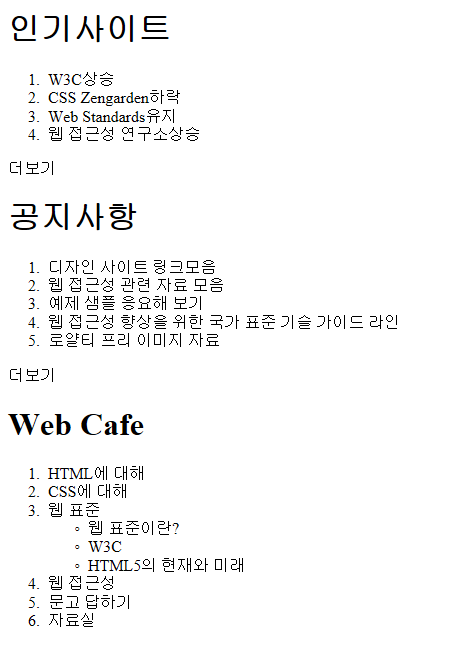 인기사이트
1. W3C상승
2. CSS Zengarden하락
3. Web Standards유지
4. 웹 접근성 연구소상승
더보기
공지사항
1. 디자인 사이트 링크모음
2. 웹 접근성 관련 자료 모음
3. 예제 샘플 응요해 보기
4. 웹 접근성 향상을 위한 국가 표준 기술 가이드 라인
5. 로얄티 프리 이미지 자료
더보기
Web Cafe
1. HTML에 대해
2. CSS에 대해
3. 웹 표준
◦ 웹 표준이란?
◦ W3C
◦ HTML5의 현재와 미래
4. 웹 접근성
5. 묻고 답하기
6. 자료실